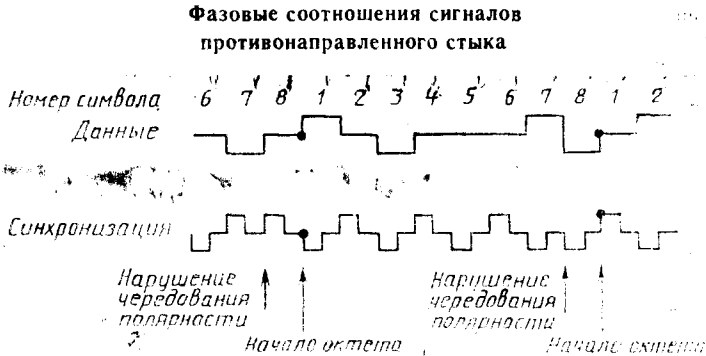 Фазовые соотношения сигналов
противонаправленного стыка
Номер символа 6 7 8 1 2 3 4 5 6 7 8 1 2
Данные
Синхронизация
Нарушение
чередования
полярности
Начало октета
Нарушение
чередования
полярности
Начало октета